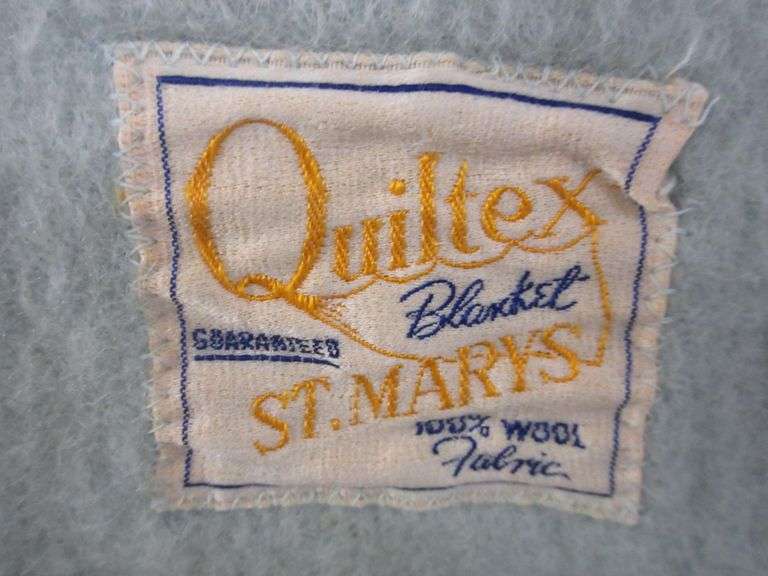 Quiltex
Blanket
GUARANTEED
ST. MARYS
100% WOOL
Fabric